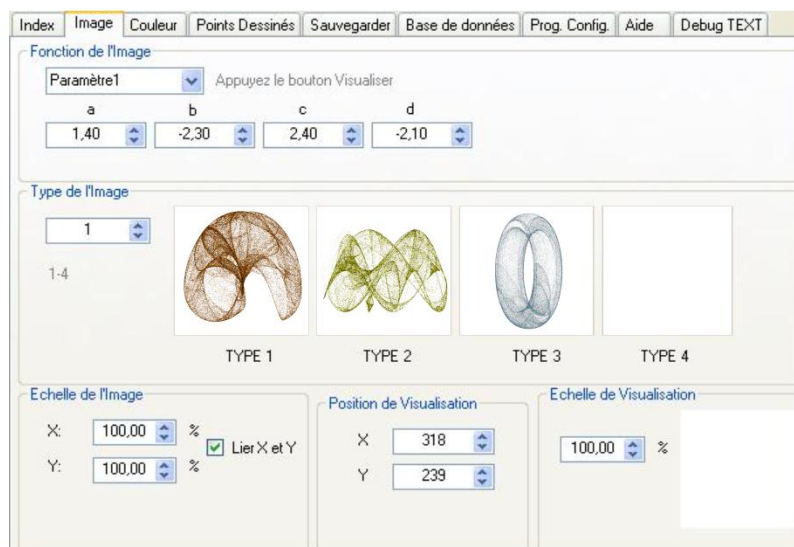 Index Image Couleur Points Dessinés Sauvegarder Base de données Prog. Config. Aide Debug TEXT
Fonction de l'Image
Paramètre1 Appuyez le bouton Visualiser
a b c d
1,40 -2,30 2,40 -2,10
Type de l'Image
1
1-4
TYPE 1 TYPE 2 TYPE 3 TYPE 4
Echelle de l'Image
X: 100,00 %
Lier X et Y
Y: 100,00 %
Position de Visualisation
X 318
Y 239
Echelle de Visualisation
100,00 %